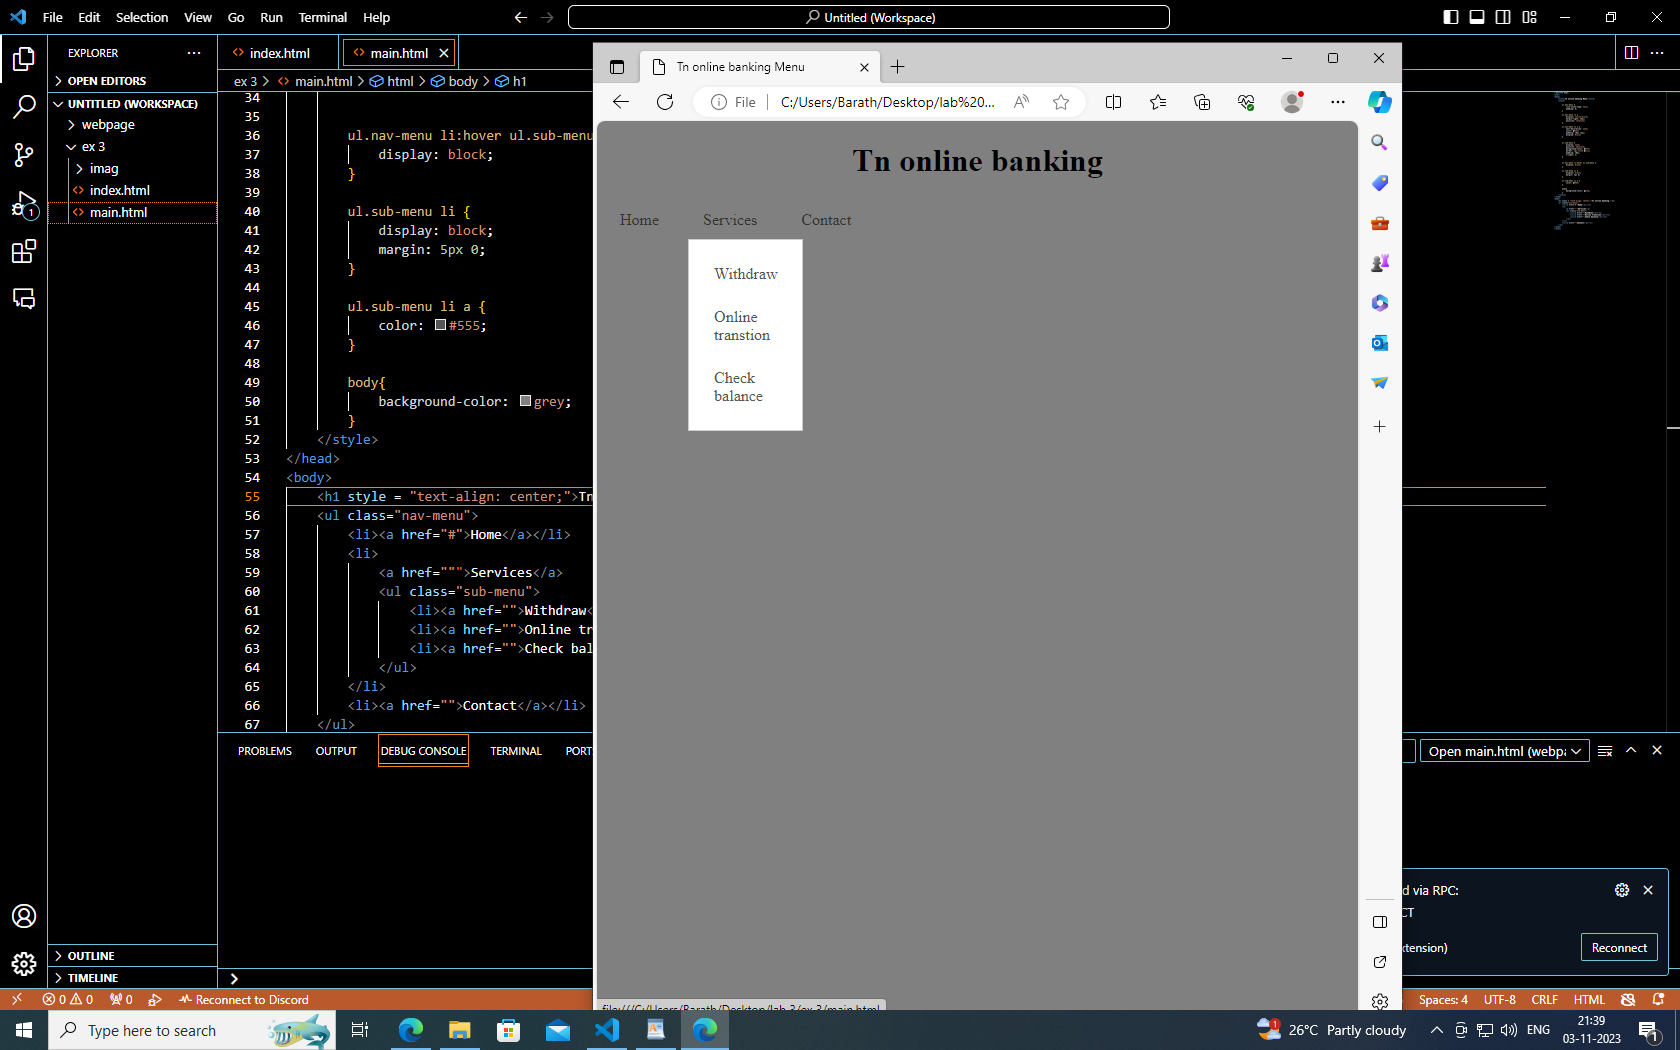 File Edit Selection View Go Run Terminal Help
Untitled (Workspace)
EXPLORER
OPEN EDITORS
UNTITLED (WORKSPACE)
webpage
ex 3
imag
index.html
main.html
OUTLINE
TIMELINE
index.html
main.html
ex 3 > main.html > html > body > h1
34
35
36 ul.nav-menu li:hover ul.sub-menu
37 display: block;
38 }
39
40 ul.sub-menu li {
41 display: block;
42 margin: 5px 0;
43 }
44
45 ul.sub-menu li a {
46 color: #555;
47 }
48
49 body{
50 background-color: grey;
51 }
52 </style>
53 </head>
54 <body>
55 <h1 style = "text-align: center;">Tn
56 <ul class="nav-menu">
57 <li><a href="#">Home</a></li>
58 <li>
59 <a href=""">Services</a>
60 <ul class="sub-menu">
61 <li><a href="">Withdraw<
62 <li><a href="">Online tr
63 <li><a href="">Check bal
64 </ul>
65 </li>
66 <li><a href="">Contact</a></li>
67 </ul>
PROBLEMS OUTPUT DEBUG CONSOLE TERMINAL PORT
Open main.html (webpa
Tn online banking Menu
File C:/Users/Barath/Desktop/lab%20...
Tn online banking
Home Services Contact
Withdraw
Online
transtion
Check
balance
file:///C:/Users/Barath/Desktop/lab 3/ex 3/main.html
d via RPC:
CT
xtension)
Reconnect
1
0 0 0 Reconnect to Discord
Spaces: 4 UTF-8 CRLF HTML
Type here to search
1
26°C Partly cloudy
ENG
21:39
03-11-2023
1